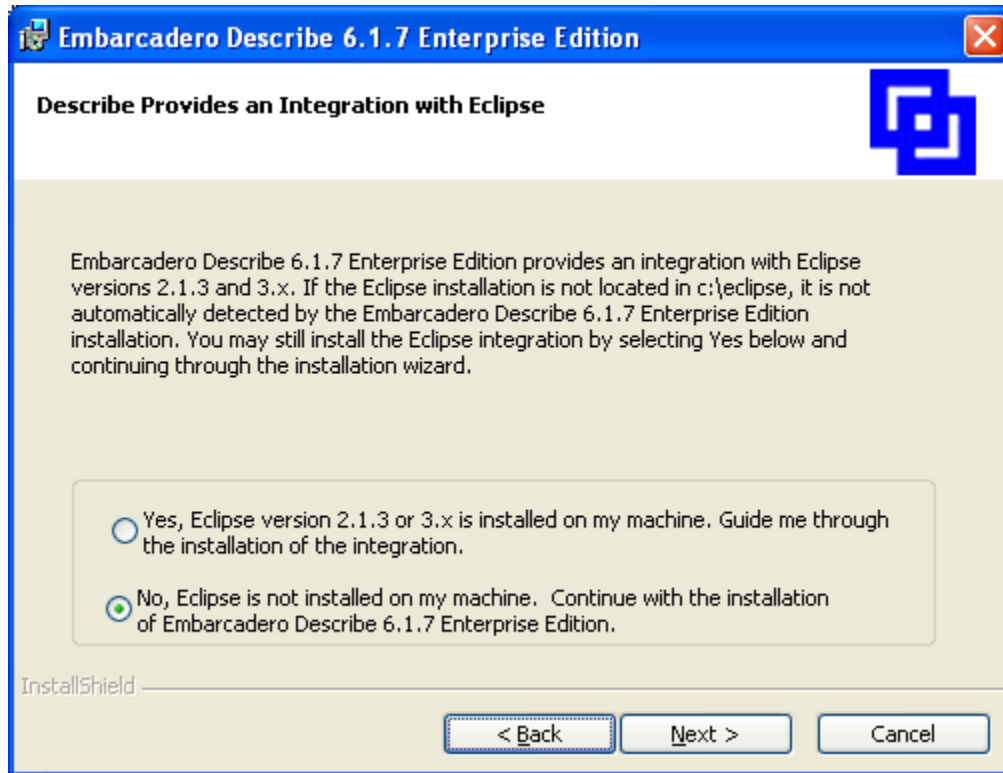 Embarcadero Describe 6.1.7 Enterprise Edition
Describe Provides an Integration with Eclipse
Embarcadero Describe 6.1.7 Enterprise Edition provides an integration with Eclipse
versions 2.1.3 and 3.x. If the Eclipse installation is not located in c:\eclipse, it is not
automatically detected by the Embarcadero Describe 6.1.7 Enterprise Edition
installation. You may still install the Eclipse integration by selecting Yes below and
continuing through the installation wizard.
Yes, Eclipse version 2.1.3 or 3.x is installed on my machine. Guide me through
the installation of the integration.
No, Eclipse is not installed on my machine.  Continue with the installation
of Embarcadero Describe 6.1.7 Enterprise Edition.
InstallShield
< Back
Next >
Cancel